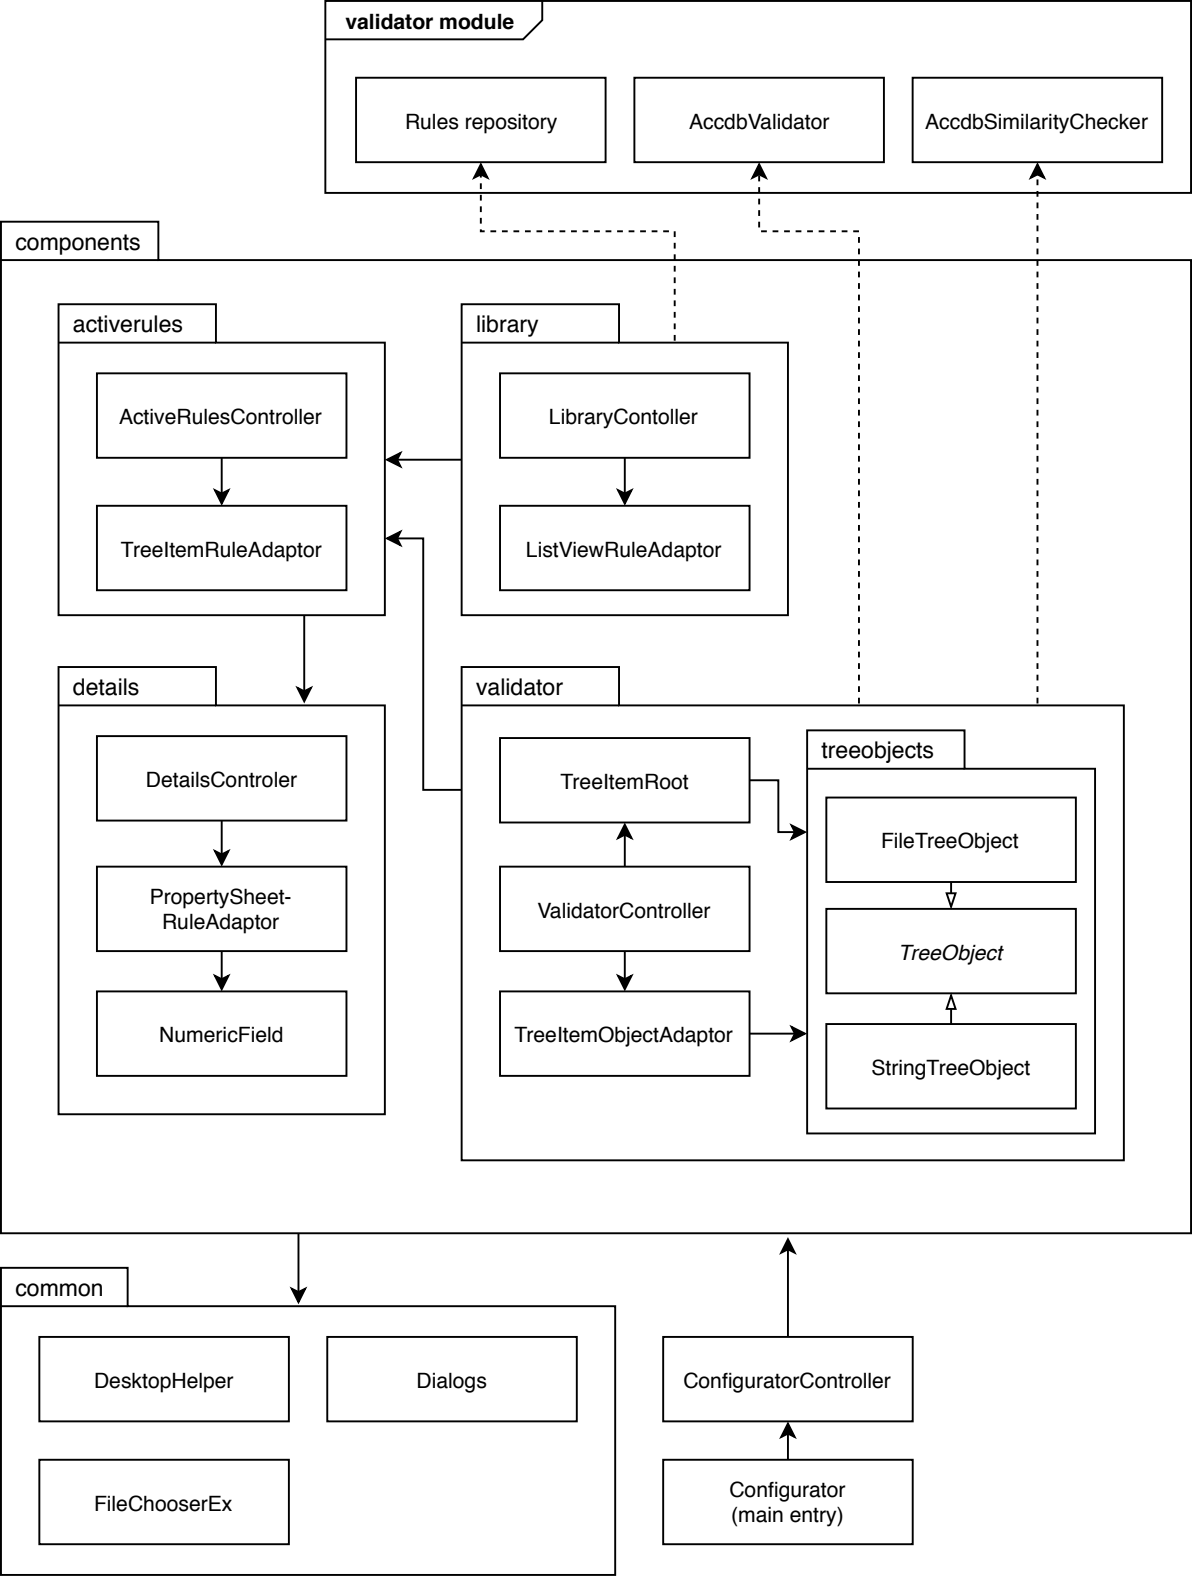 validator module
Rules repository
AccdbValidator
AccdbSimilarityChecker
components
activerules
library
ActiveRulesController
LibraryContoller
TreeItemRuleAdaptor
ListViewRuleAdaptor
details
validator
treeobjects
DetailsControler
TreeItemRoot
FileTreeObject
PropertySheet-
RuleAdaptor
ValidatorController
TreeObject
NumericField
TreeItemObjectAdaptor
StringTreeObject
common
DesktopHelper
Dialogs
ConfiguratorController
FileChooserEx
Configurator
(main entry)